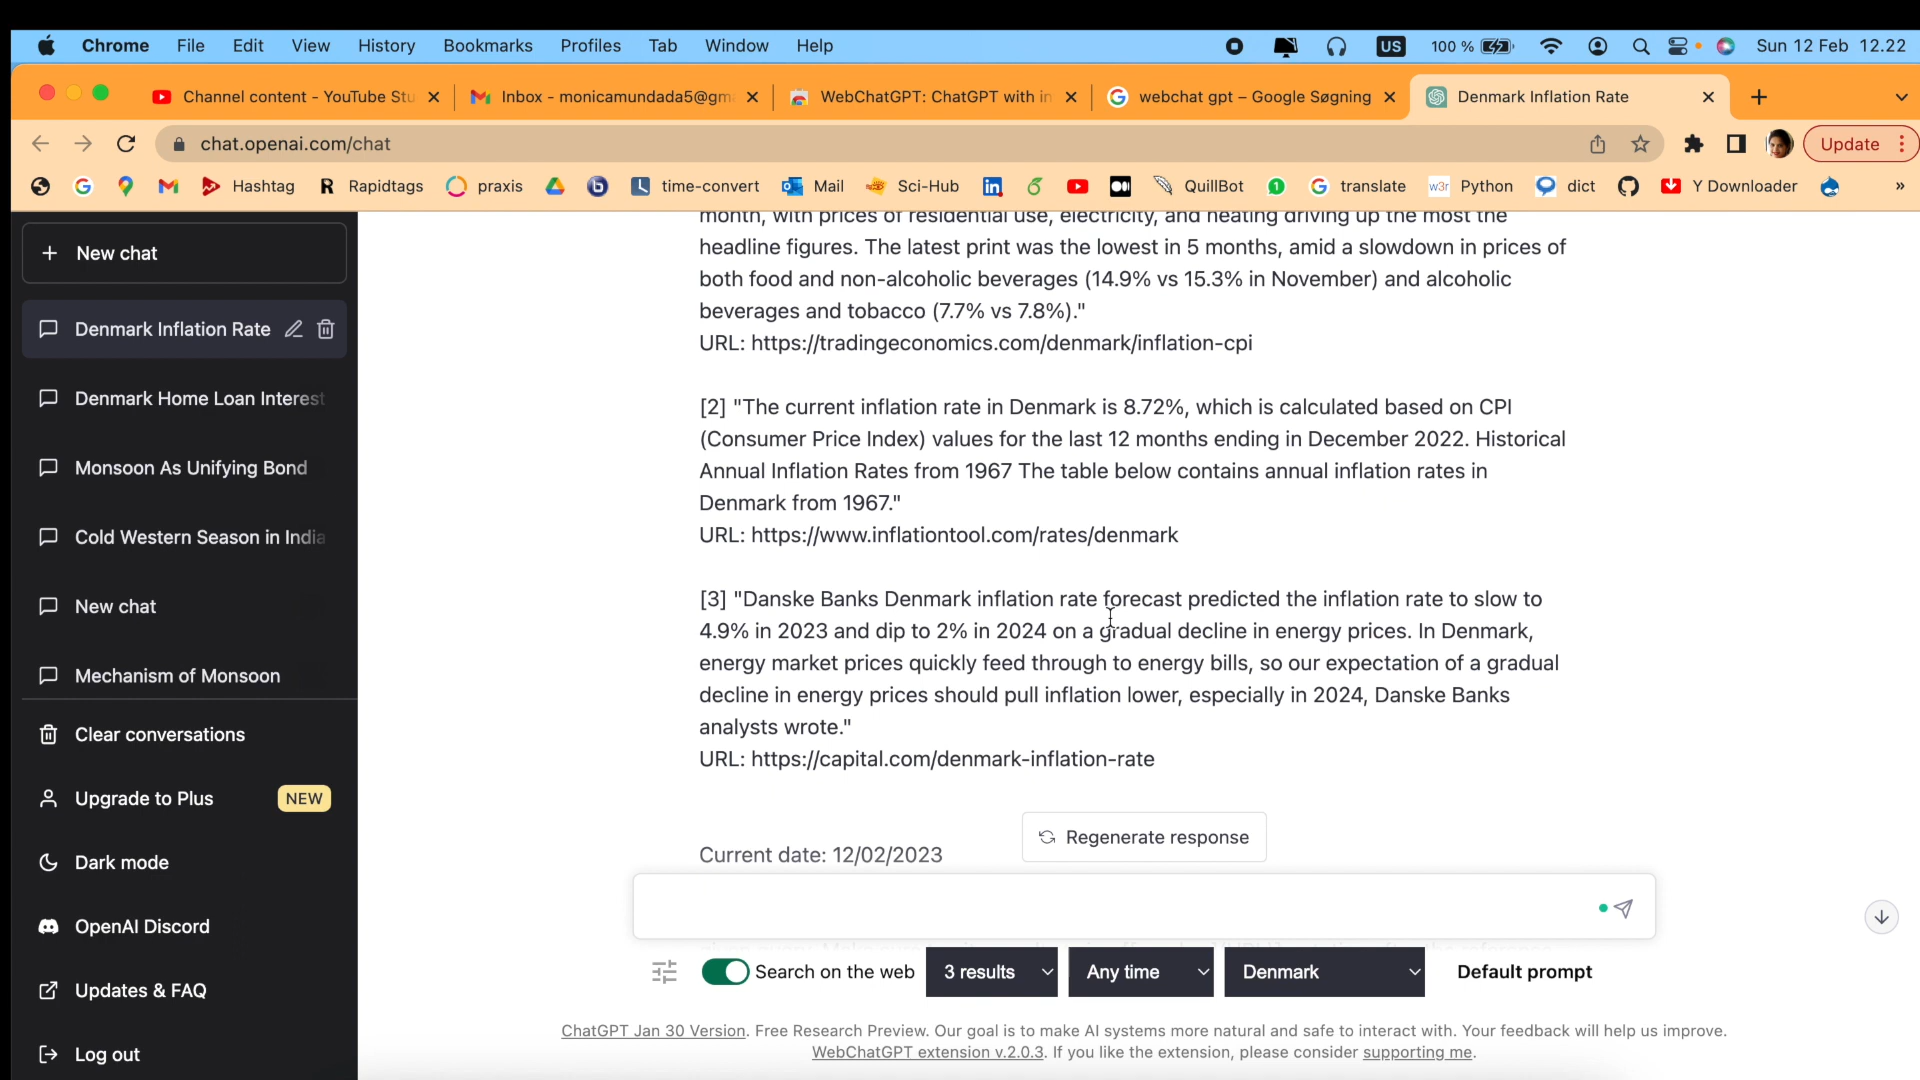 Chrome File Edit View History Bookmarks Profiles Tab Window Help US 100 % Sun 12 Feb 12.22
Channel content - YouTube Stu
Inbox - monicamundada5@gm
WebChatGPT: ChatGPT with in
webchat gpt – Google Søgning
Denmark Inflation Rate
chat.openai.com/chat
Update
Hashtag Rapidtags praxis time-convert Mail Sci-Hub QuillBot translate Python dict Y Downloader »
New chat
Denmark Inflation Rate
Denmark Home Loan Interest
Monsoon As Unifying Bond
Cold Western Season in India
New chat
Mechanism of Monsoon
Clear conversations
Upgrade to Plus NEW
Dark mode
OpenAI Discord
Updates & FAQ
Log out
month, with prices of residential use, electricity, and heating driving up the most the
headline figures. The latest print was the lowest in 5 months, amid a slowdown in prices of
both food and non-alcoholic beverages (14.9% vs 15.3% in November) and alcoholic
beverages and tobacco (7.7% vs 7.8%)."
URL: https://tradingeconomics.com/denmark/inflation-cpi
[2] "The current inflation rate in Denmark is 8.72%, which is calculated based on CPI
(Consumer Price Index) values for the last 12 months ending in December 2022. Historical
Annual Inflation Rates from 1967 The table below contains annual inflation rates in
Denmark from 1967."
URL: https://www.inflationtool.com/rates/denmark
[3] "Danske Banks Denmark inflation rate forecast predicted the inflation rate to slow to
4.9% in 2023 and dip to 2% in 2024 on a gradual decline in energy prices. In Denmark,
energy market prices quickly feed through to energy bills, so our expectation of a gradual
decline in energy prices should pull inflation lower, especially in 2024, Danske Banks
analysts wrote."
URL: https://capital.com/denmark-inflation-rate
Regenerate response
Current date: 12/02/2023
Search on the web 3 results Any time Denmark Default prompt
ChatGPT Jan 30 Version. Free Research Preview. Our goal is to make AI systems more natural and safe to interact with. Your feedback will help us improve.
WebChatGPT extension v.2.0.3. If you like the extension, please consider supporting me.